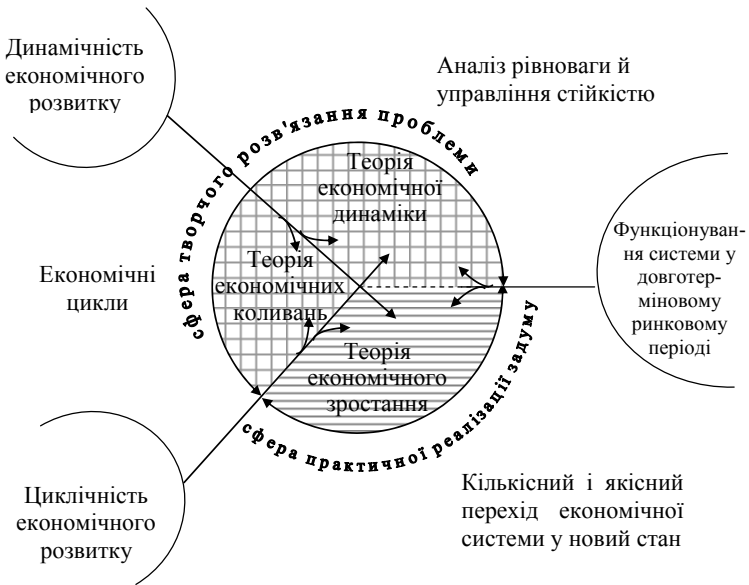 Динамічність
економічного
розвитку
Аналіз рівноваги й
управління стійкістю
сфера творчого розв'язання проблеми
Теорія
економічної
динаміки
Функціонуван-
ня системи у
довготер-
міновому
ринковому
періоді
Економічні
цикли
Теорія
економічних
коливань
Теорія
економічного
зростання
сфера практичної реалізації задуму
Циклічність
економічного
розвитку
Кількісний і якісний
перехід економічної
системи у новий стан